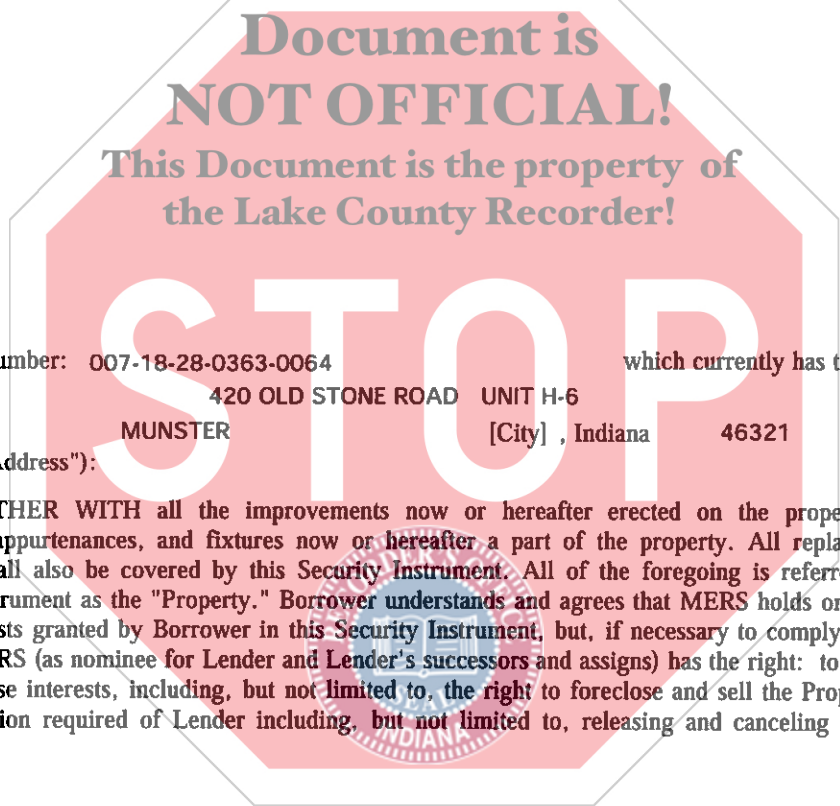 Document is
NOT OFFICIAL!
This Document is the property of
the Lake County Recorder!
STOP
umber: 007-18-28-0363-0064 which currently has t
420 OLD STONE ROAD UNIT H-6
MUNSTER [City] , Indiana 46321
ddress"):
THER WITH all the improvements now or hereafter erected on the prope
appurtenances, and fixtures now or hereafter a part of the property. All repla
all also be covered by this Security Instrument. All of the foregoing is referr
rument as the "Property." Borrower understands and agrees that MERS holds or
sts granted by Borrower in this Security Instrument, but, if necessary to comply
RS (as nominee for Lender and Lender's successors and assigns) has the right: to
se interests, including, but not limited to, the right to foreclose and sell the Prop
ion required of Lender including, but not limited to, releasing and canceling
SEAL
INDIANA